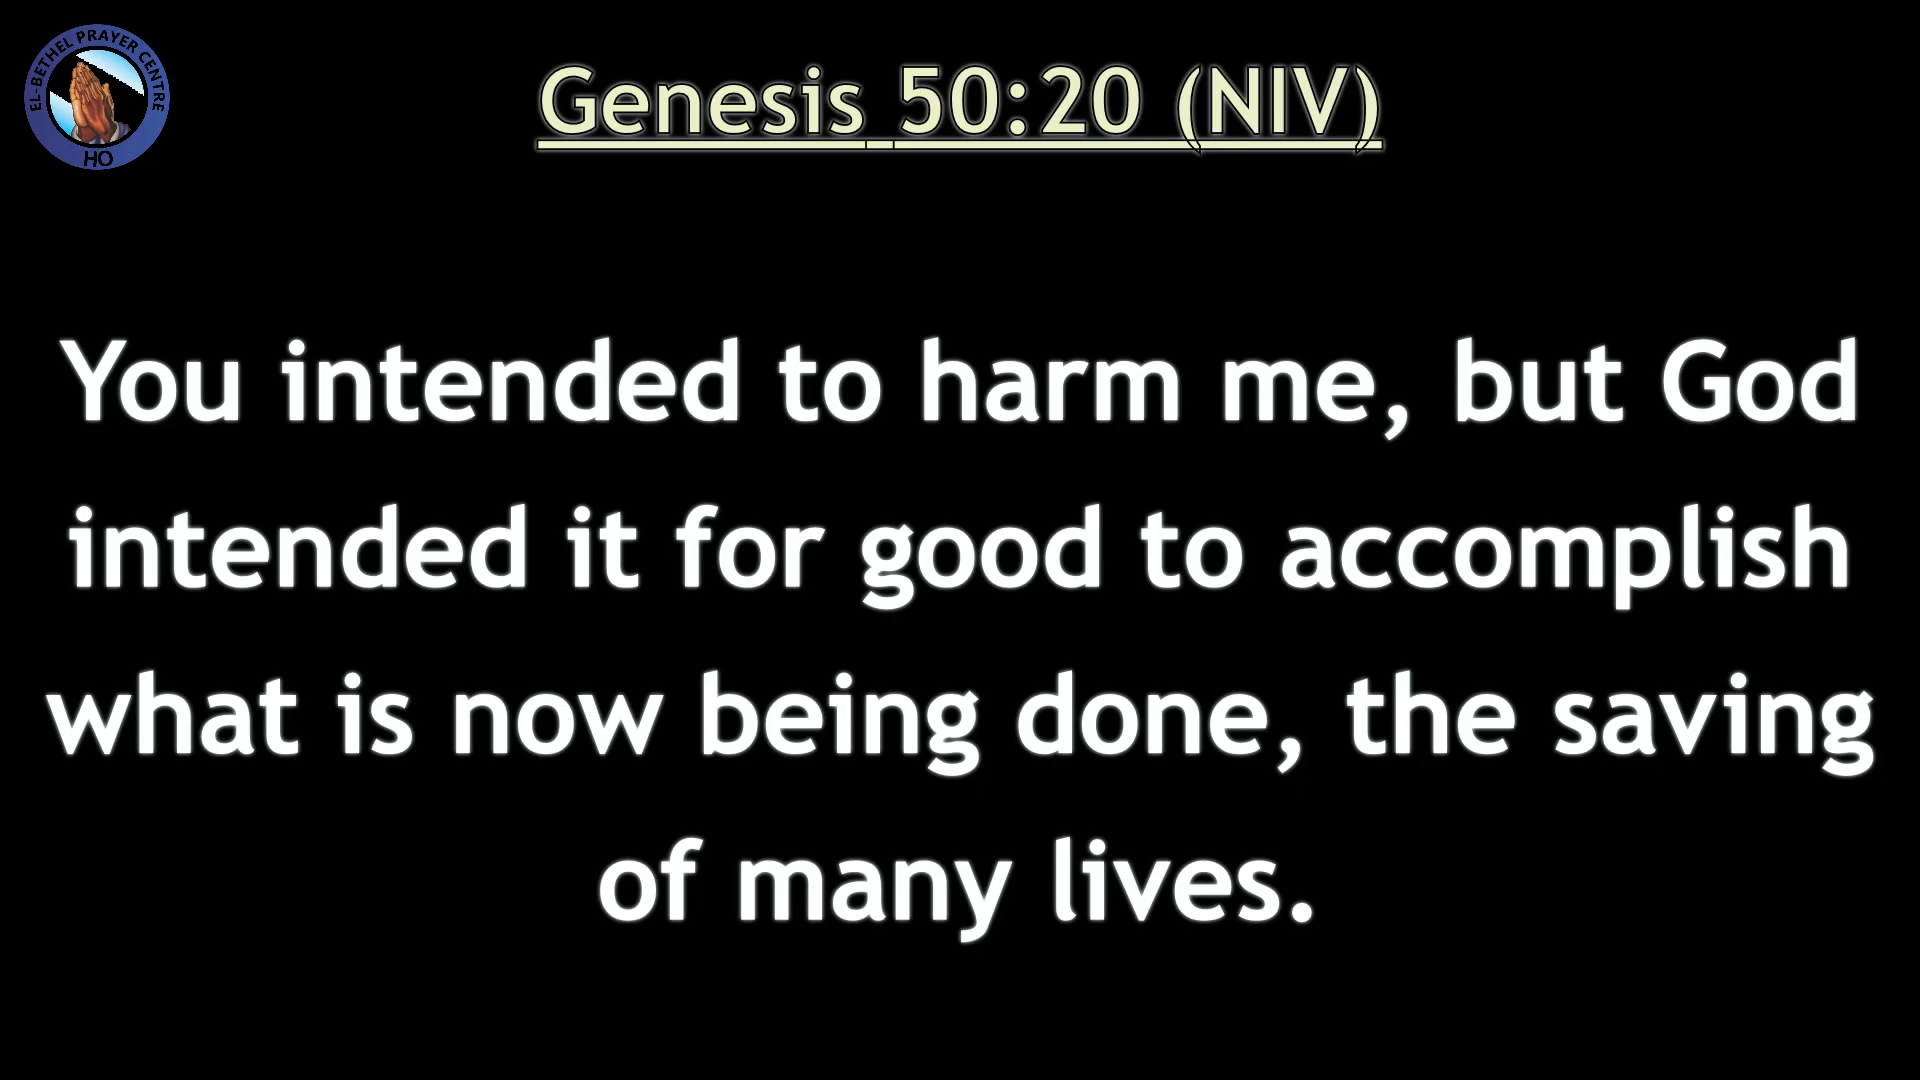 EL-BETHEL PRAYER CENTRE
HO
Genesis 50:20 (NIV)
You intended to harm me, but God
intended it for good to accomplish
what is now being done, the saving
of many lives.